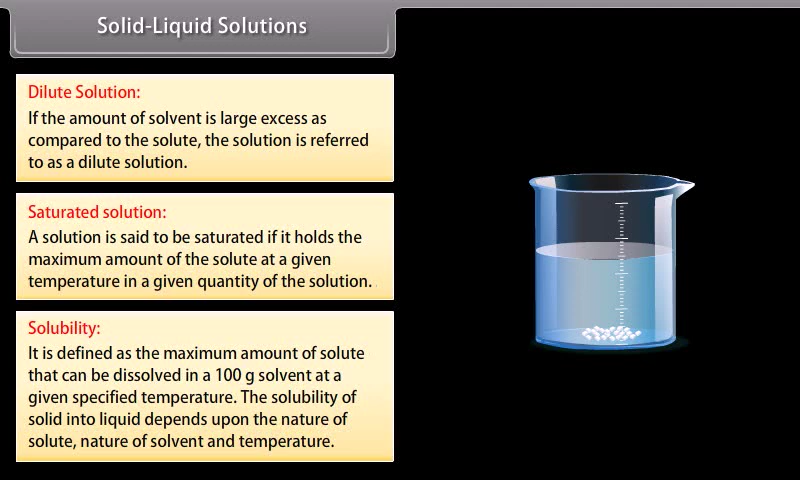 Solid-Liquid Solutions
Dilute Solution:
If the amount of solvent is large excess as
compared to the solute, the solution is referred
to as a dilute solution.
Saturated solution:
A solution is said to be saturated if it holds the
maximum amount of the solute at a given
temperature in a given quantity of the solution.
Solubility:
It is defined as the maximum amount of solute
that can be dissolved in a 100 g solvent at a
given specified temperature. The solubility of
solid into liquid depends upon the nature of
solute, nature of solvent and temperature.